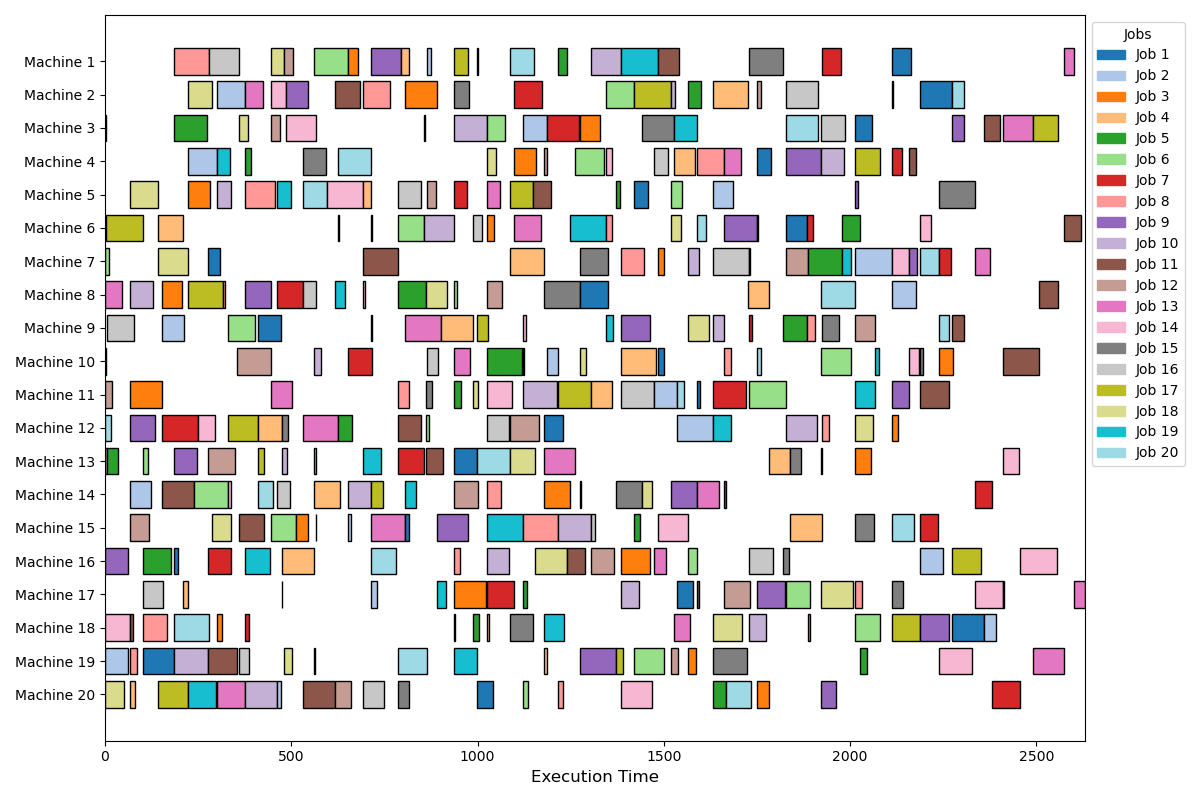 Machine 1
Machine 2
Machine 3
Machine 4
Machine 5
Machine 6
Machine 7
Machine 8
Machine 9
Machine 10
Machine 11
Machine 12
Machine 13
Machine 14
Machine 15
Machine 16
Machine 17
Machine 18
Machine 19
Machine 20
0 500 1000 1500 2000 2500
Execution Time
Jobs
Job 1
Job 2
Job 3
Job 4
Job 5
Job 6
Job 7
Job 8
Job 9
Job 10
Job 11
Job 12
Job 13
Job 14
Job 15
Job 16
Job 17
Job 18
Job 19
Job 20